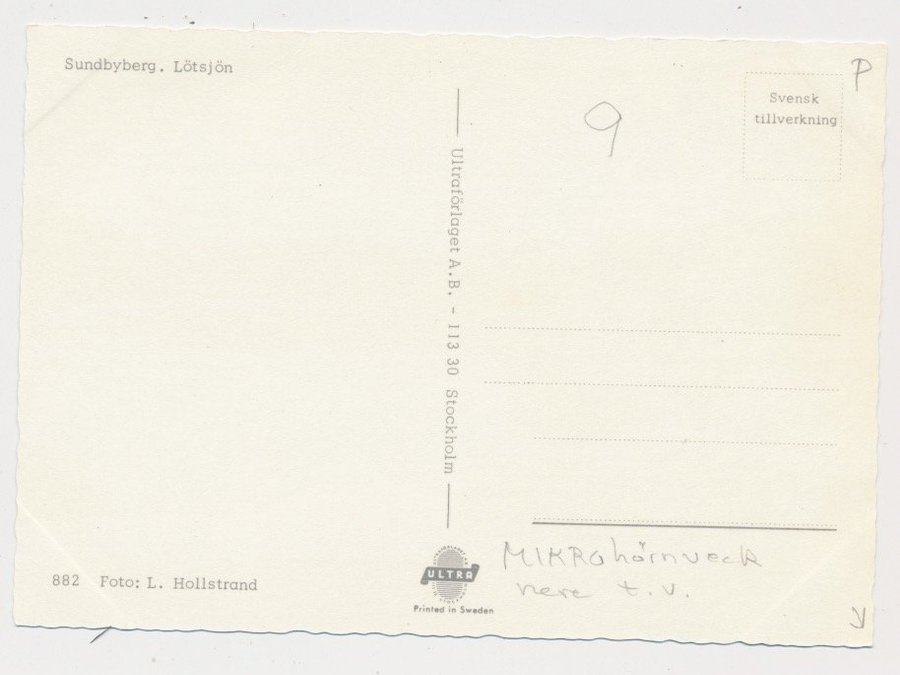 Sundbyberg. Lötsjön
P
Svensk
tillverkning
9
Ultraförlaget A.B. - 113 30 Stockholm
MIKROhörnveck
nere t.v.
882 Foto: L. Hollstrand
ULTRA
Printed in Sweden